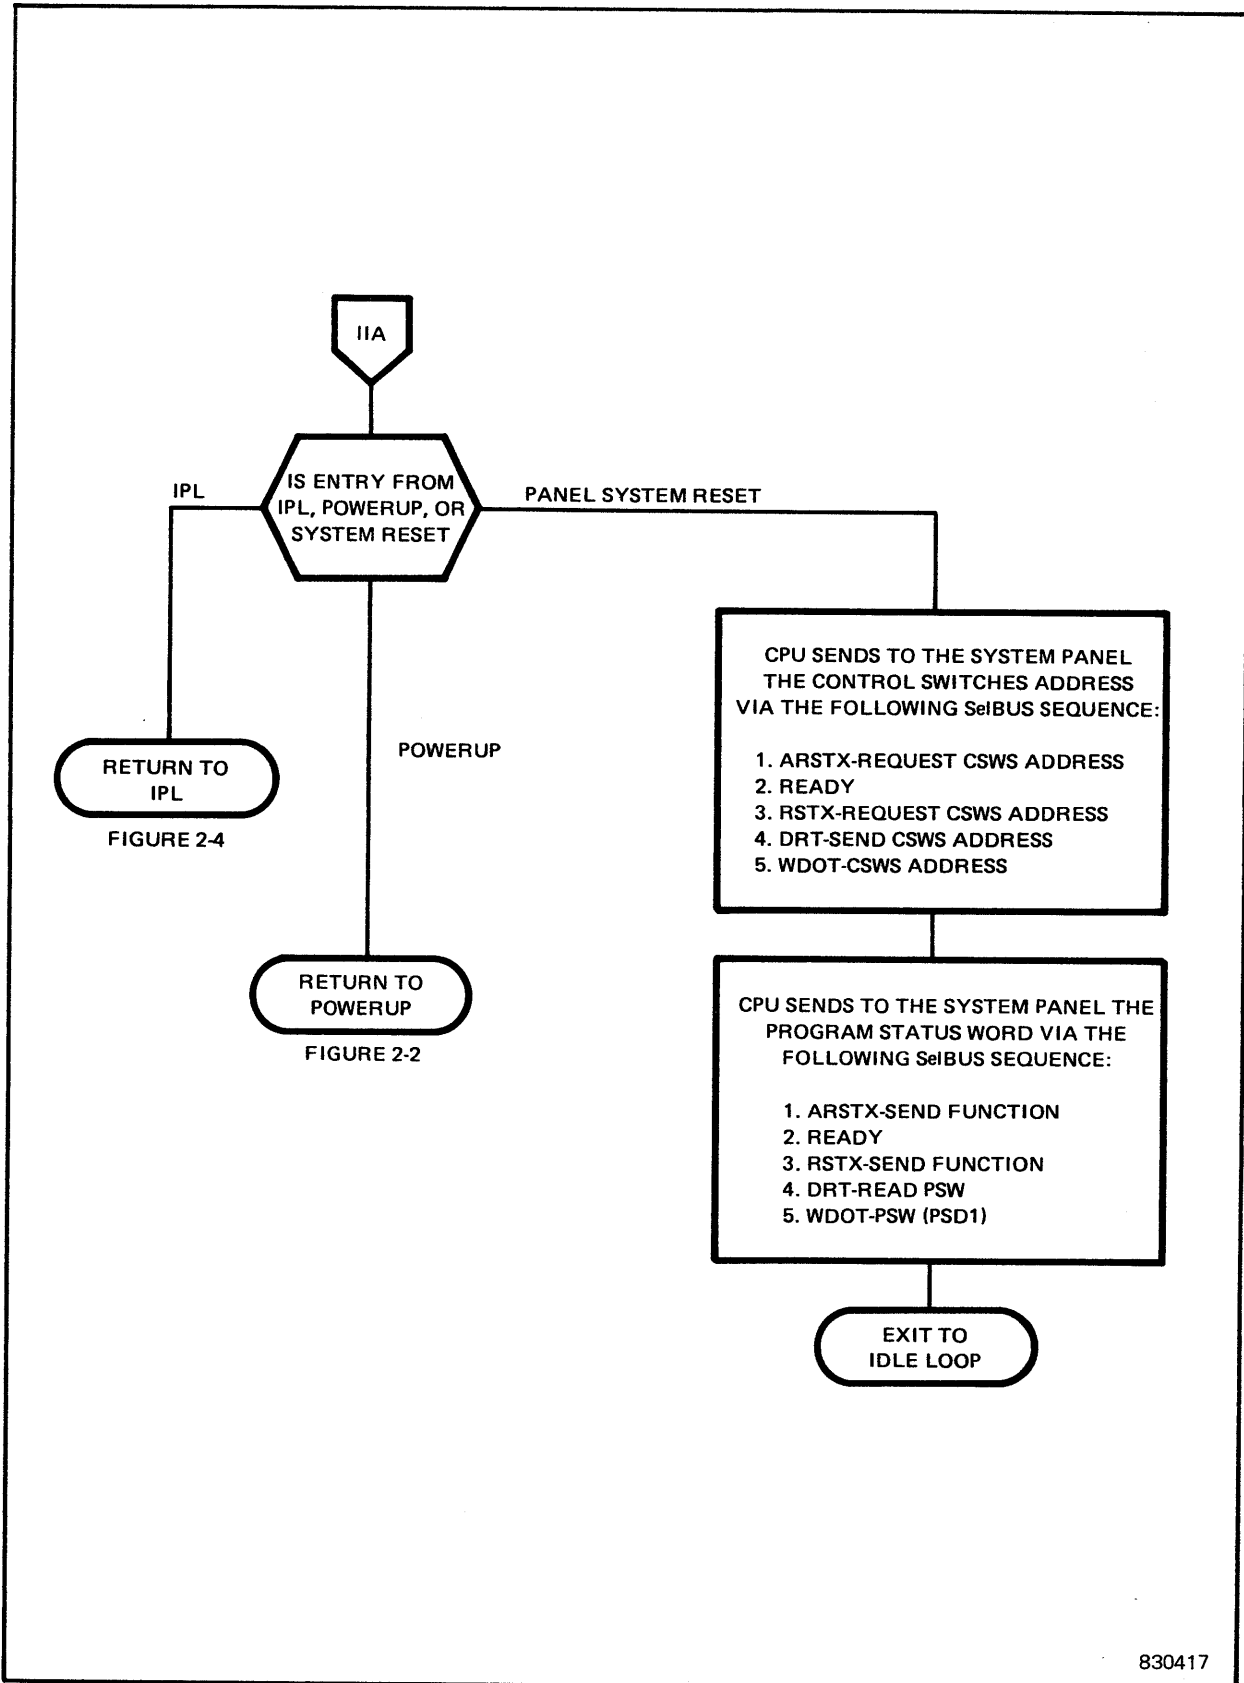 IIA
IS ENTRY FROM
IPL, POWERUP, OR
SYSTEM RESET
IPL
PANEL SYSTEM RESET
POWERUP
RETURN TO
IPL
FIGURE 2-4
RETURN TO
POWERUP
FIGURE 2-2
CPU SENDS TO THE SYSTEM PANEL
THE CONTROL SWITCHES ADDRESS
VIA THE FOLLOWING SelBUS SEQUENCE:
1. ARSTX-REQUEST CSWS ADDRESS
2. READY
3. RSTX-REQUEST CSWS ADDRESS
4. DRT-SEND CSWS ADDRESS
5. WDOT-CSWS ADDRESS
CPU SENDS TO THE SYSTEM PANEL THE
PROGRAM STATUS WORD VIA THE
FOLLOWING SelBUS SEQUENCE:
1. ARSTX-SEND FUNCTION
2. READY
3. RSTX-SEND FUNCTION
4. DRT-READ PSW
5. WDOT-PSW (PSD1)
EXIT TO
IDLE LOOP
830417